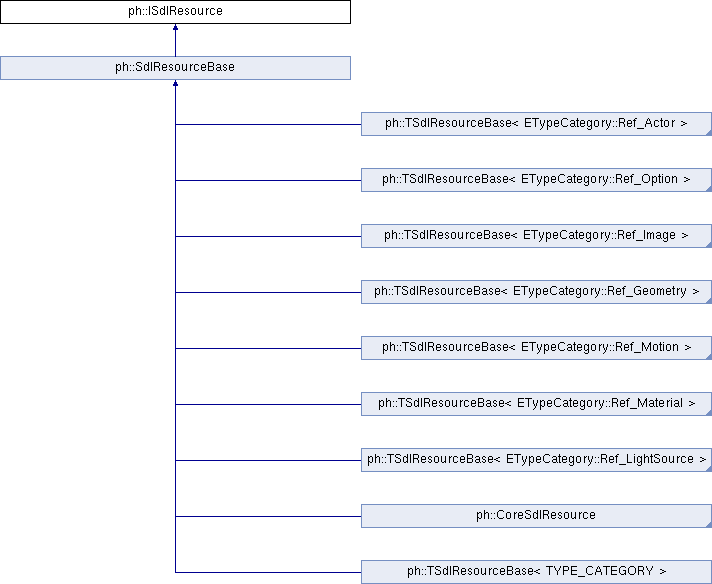 ph::ISdlResource
ph::SdlResourceBase
ph::TSdlResourceBase< ETypeCategory::Ref_Actor >
ph::TSdlResourceBase< ETypeCategory::Ref_Option >
ph::TSdlResourceBase< ETypeCategory::Ref_Image >
ph::TSdlResourceBase< ETypeCategory::Ref_Geometry >
ph::TSdlResourceBase< ETypeCategory::Ref_Motion >
ph::TSdlResourceBase< ETypeCategory::Ref_Material >
ph::TSdlResourceBase< ETypeCategory::Ref_LightSource >
ph::CoreSdlResource
ph::TSdlResourceBase< TYPE_CATEGORY >